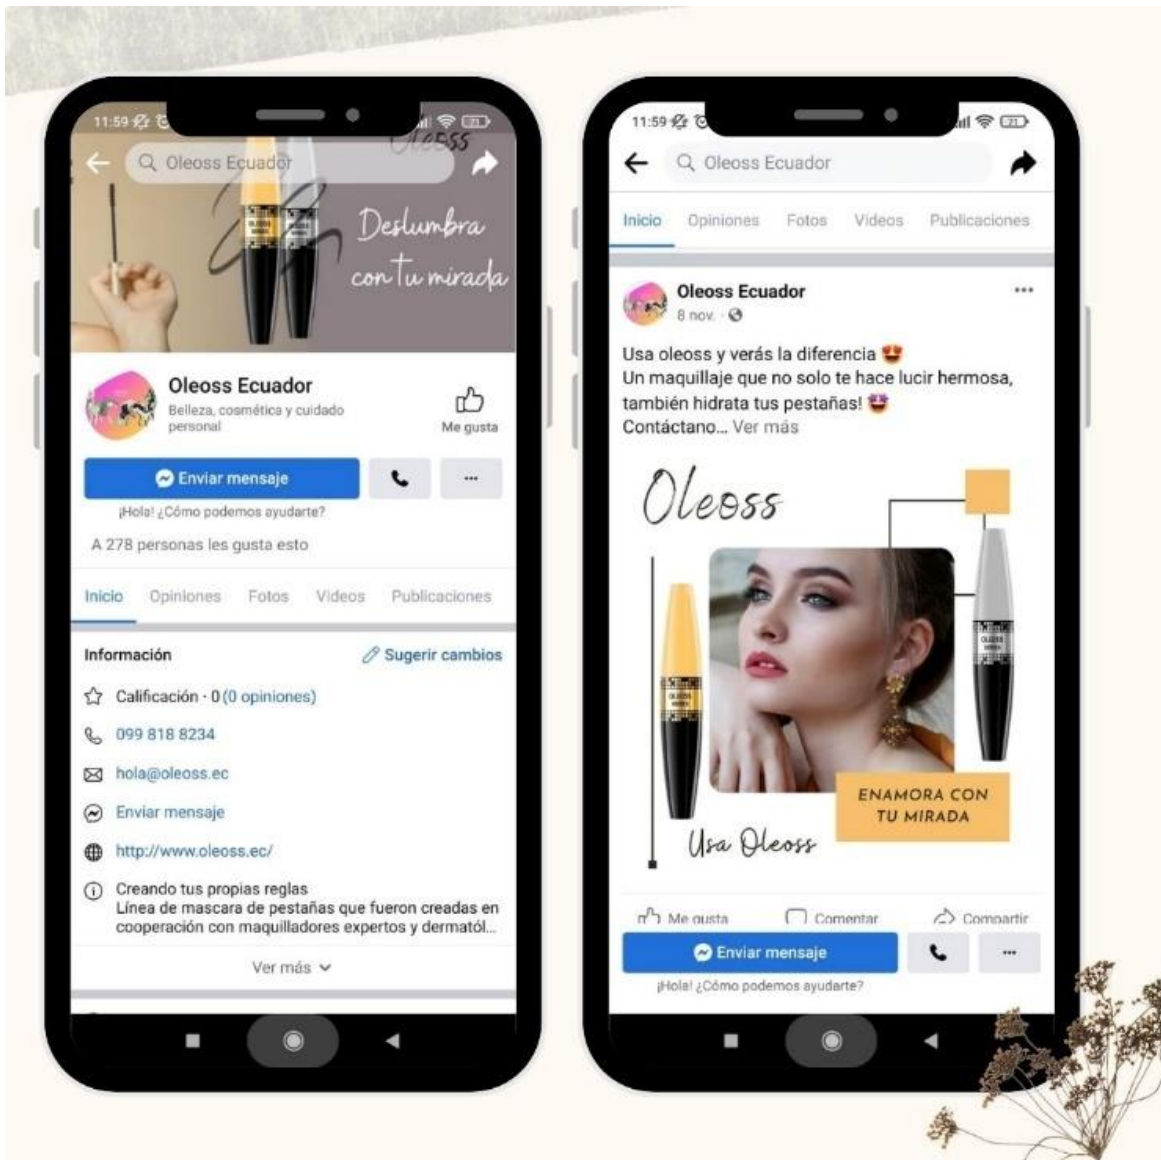 11:59
21
Oleoss
Oleoss Ecuador
Deslumbra
con tu mirada
Oleoss Ecuador
Belleza, cosmética y cuidado
personal
Me gusta
Enviar mensaje
¡Hola! ¿Cómo podemos ayudarte?
A 278 personas les gusta esto
Inicio Opiniones Fotos Videos Publicaciones
Información
Sugerir cambios
Calificación · 0 (0 opiniones)
099 818 8234
hola@oleoss.ec
Enviar mensaje
http://www.oleoss.ec/
Creando tus propias reglas
Línea de mascara de pestañas que fueron creadas en
cooperación con maquilladores expertos y dermatól...
Ver más
11:59
21
Oleoss Ecuador
Inicio Opiniones Fotos Videos Publicaciones
Oleoss Ecuador
8 nov.
Usa oleoss y verás la diferencia 😍
Un maquillaje que no solo te hace lucir hermosa,
también hidrata tus pestañas! 🤩
Contáctano... Ver más
Oleoss
OLEOSS
OLEOSS
ENAMORA CON
TU MIRADA
Usa Oleoss
Me gusta Comentar Compartir
Enviar mensaje
¡Hola! ¿Cómo podemos ayudarte?